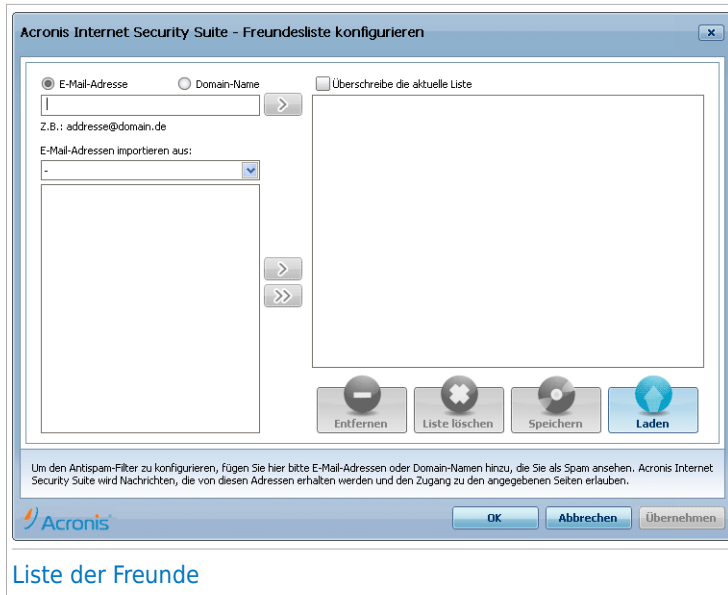 Acronis Internet Security Suite - Freundesliste konfigurieren
E-Mail-Adresse
Domain-Name
Überschreibe die aktuelle Liste
Z.B.: addresse@domain.de
E-Mail-Adressen importieren aus:
-
Entfernen
Liste löschen
Speichern
Laden
Um den Antispam-Filter zu konfigurieren, fügen Sie hier bitte E-Mail-Adressen oder Domain-Namen hinzu, die Sie als Spam ansehen. Acronis Internet
Security Suite wird Nachrichten, die von diesen Adressen erhalten werden und den Zugang zu den angegebenen Seiten erlauben.
Acronis
OK
Abbrechen
Übernehmen
Liste der Freunde